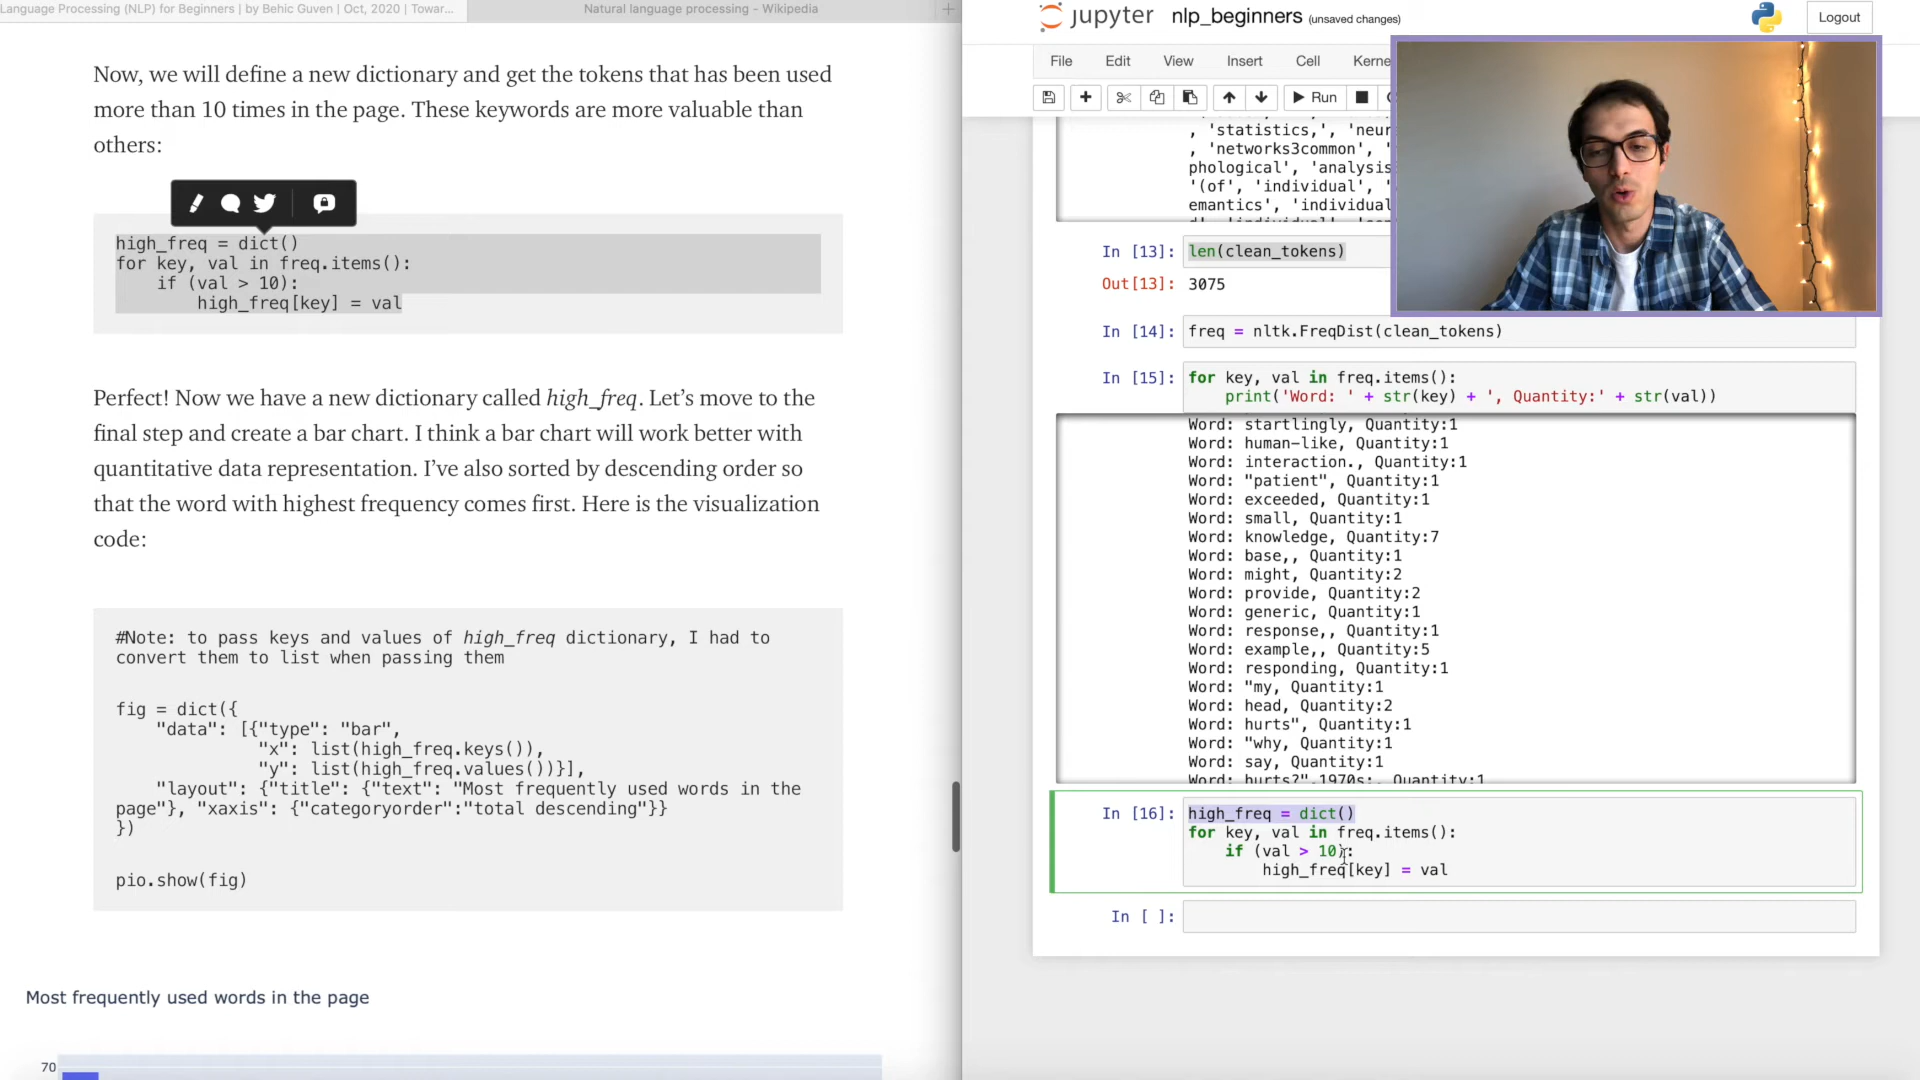 Language Processing (NLP) for Beginners | by Behic Guven | Oct, 2020 | Towar...
Natural language processing - Wikipedia
Now, we will define a new dictionary and get the tokens that has been used
more than 10 times in the page. These keywords are more valuable than
others:
high_freq = dict()
for key, val in freq.items():
    if (val > 10):
        high_freq[key] = val
Perfect! Now we have a new dictionary called high_freq. Let’s move to the
final step and create a bar chart. I think a bar chart will work better with
quantitative data representation. I’ve also sorted by descending order so
that the word with highest frequency comes first. Here is the visualization
code:
#Note: to pass keys and values of high_freq dictionary, I had to
convert them to list when passing them
fig = dict({
    "data": [{"type": "bar",
              "x": list(high_freq.keys()),
              "y": list(high_freq.values())}],
    "layout": {"title": {"text": "Most frequently used words in the
page"}, "xaxis": {"categoryorder":"total descending"}}
})
pio.show(fig)
Most frequently used words in the page
70
jupyter nlp_beginners (unsaved changes)
Logout
File Edit View Insert Cell Kerne
Run
, 'statistics,', 'neur
, 'networks3common', '
phological', 'analysis
'(of', 'individual', '
emantics', 'individual
In [13]: len(clean_tokens)
Out[13]: 3075
In [14]: freq = nltk.FreqDist(clean_tokens)
In [15]: for key, val in freq.items():
    print('Word: ' + str(key) + ', Quantity:' + str(val))
Word: startlingly, Quantity:1
Word: human-like, Quantity:1
Word: interaction., Quantity:1
Word: "patient", Quantity:1
Word: exceeded, Quantity:1
Word: small, Quantity:1
Word: knowledge, Quantity:7
Word: base,, Quantity:1
Word: might, Quantity:2
Word: provide, Quantity:2
Word: generic, Quantity:1
Word: response,, Quantity:1
Word: example,, Quantity:5
Word: responding, Quantity:1
Word: "my, Quantity:1
Word: head, Quantity:2
Word: hurts", Quantity:1
Word: "why, Quantity:1
Word: say, Quantity:1
Word: hurts?".1970s:, Quantity:1
In [16]: high_freq = dict()
for key, val in freq.items():
    if (val > 10):
        high_freq[key] = val
In [ ]: